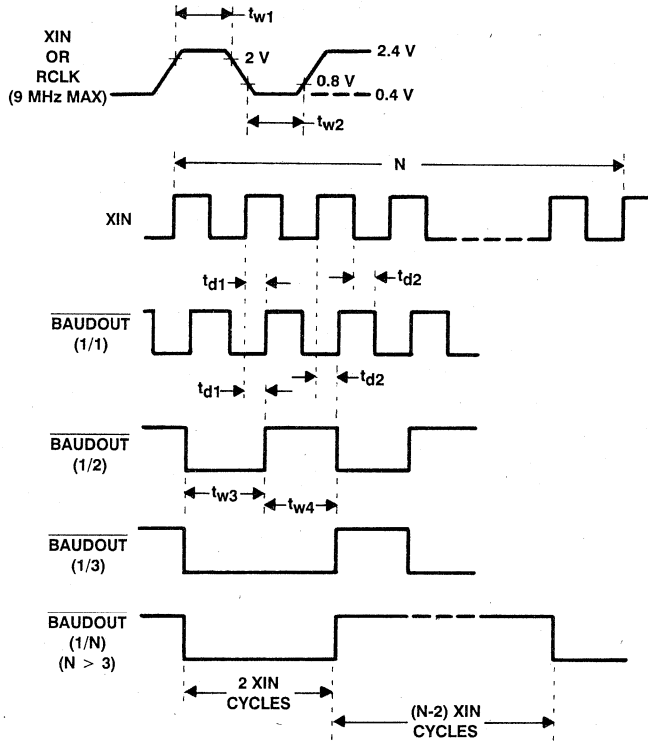 tw1
XIN
OR
RCLK
(9 MHz MAX)
2 V
2.4 V
0.8 V
0.4 V
tw2
N
XIN
td1
td2
BAUDOUT
(1/1)
td1
td2
BAUDOUT
(1/2)
tw3
tw4
BAUDOUT
(1/3)
BAUDOUT
(1/N)
(N > 3)
2 XIN
CYCLES
(N-2) XIN
CYCLES